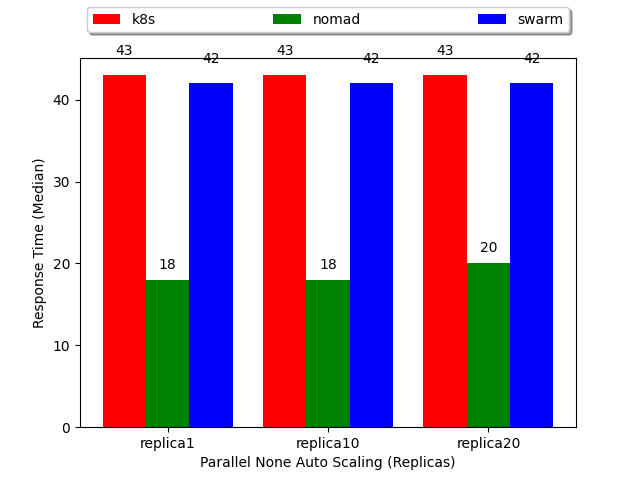 k8s nomad swarm
43 42 43 42 43 42
18 18 20
40
30
20
10
0
Response Time (Median)
replica1 replica10 replica20
Parallel None Auto Scaling (Replicas)